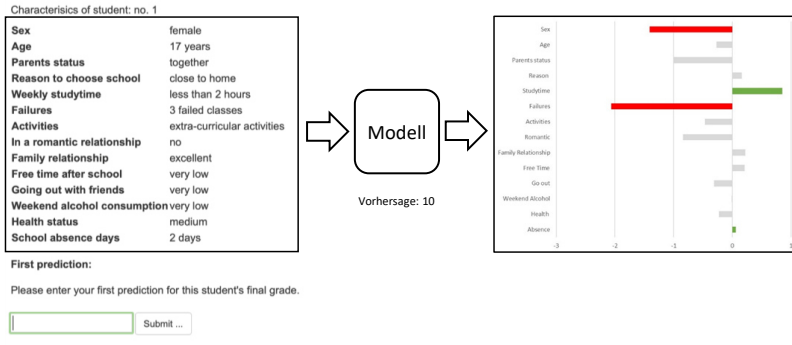 Characterisics of student: no. 1
Sex female
Age 17 years
Parents status together
Reason to choose school close to home
Weekly studytime less than 2 hours
Failures 3 failed classes
Activities extra-curricular activities
In a romantic relationship no
Family relationship excellent
Free time after school very low
Going out with friends very low
Weekend alcohol consumption very low
Health status medium
School absence days 2 days
First prediction:
Please enter your first prediction for this student's final grade.
Submit ...
Modell
Vorhersage: 10
Sex
Age
Parents status
Reason
Studytime
Failures
Activities
Romantic
Family Relationship
Free Time
Go out
Weekend Alcohol
Health
Absence
-3 -2 -1 0 1